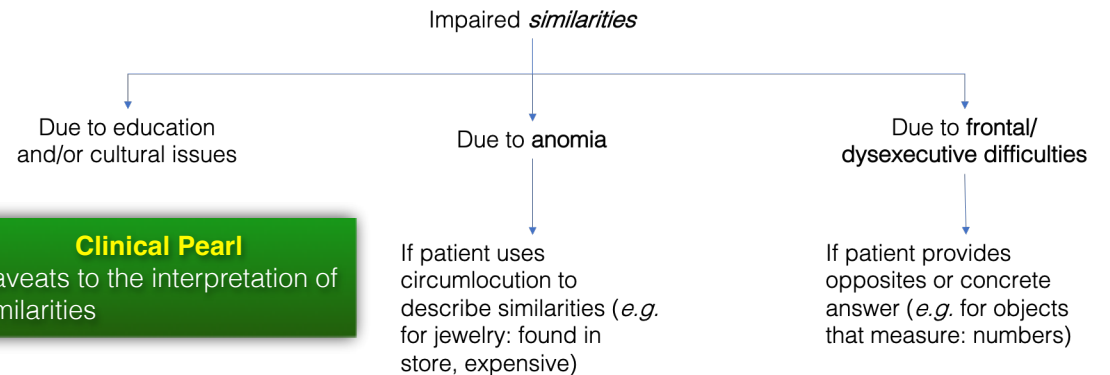 Impaired similarities
Due to education
and/or cultural issues
Due to anomia
Due to frontal/
dysexecutive difficulties
Clinical Pearl
aveats to the interpretation of
milarities
If patient uses
circumlocution to
describe similarities (e.g.
for jewelry: found in
store, expensive)
If patient provides
opposites or concrete
answer (e.g. for objects
that measure: numbers)